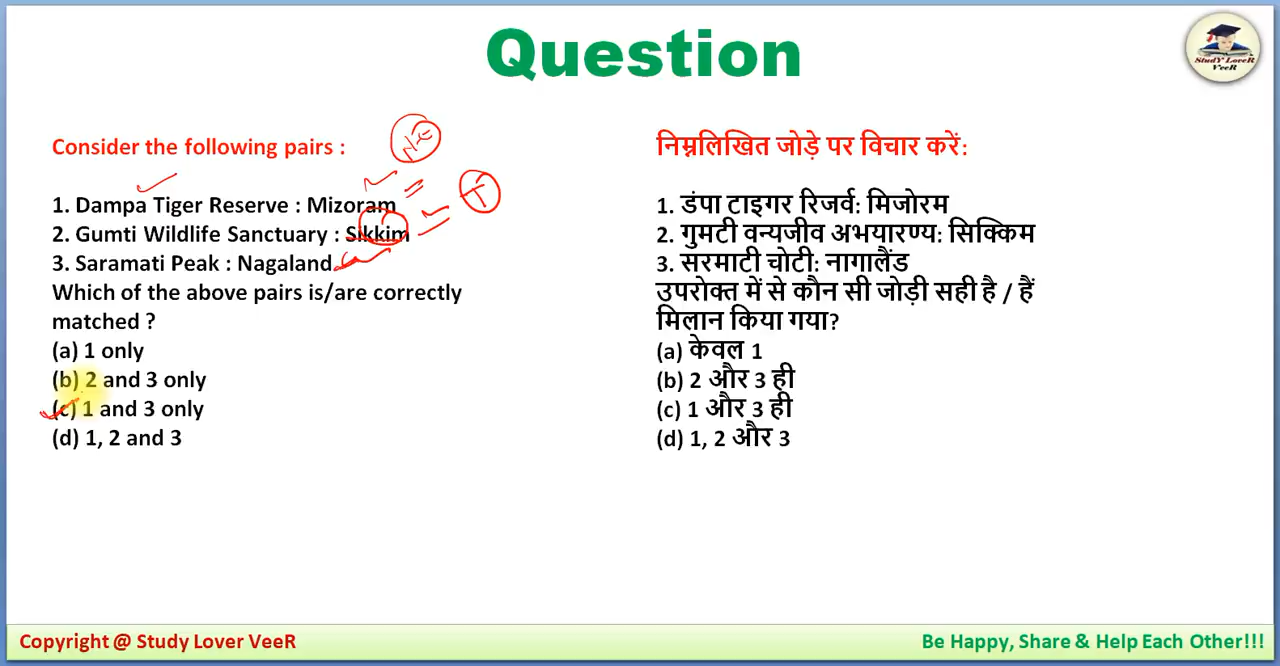 Question
StudY LoveR
VeeR
Consider the following pairs :
N-E
1. Dampa Tiger Reserve : Mizoram
T
2. Gumti Wildlife Sanctuary : Sikkim
3. Saramati Peak : Nagaland
Which of the above pairs is/are correctly
matched ?
(a) 1 only
(b) 2 and 3 only
(c) 1 and 3 only
(d) 1, 2 and 3
निम्नलिखित जोड़े पर विचार करें:
1. डंपा टाइगर रिजर्व: मिजोरम
2. गुमटी वन्यजीव अभयारण्य: सिक्किम
3. सरमाटी चोटी: नागालैंड
उपरोक्त में से कौन सी जोड़ी सही है / हैं
मिलान किया गया?
(a) केवल 1
(b) 2 और 3 ही
(c) 1 और 3 ही
(d) 1, 2 और 3
Copyright @ Study Lover VeeR
Be Happy, Share & Help Each Other!!!